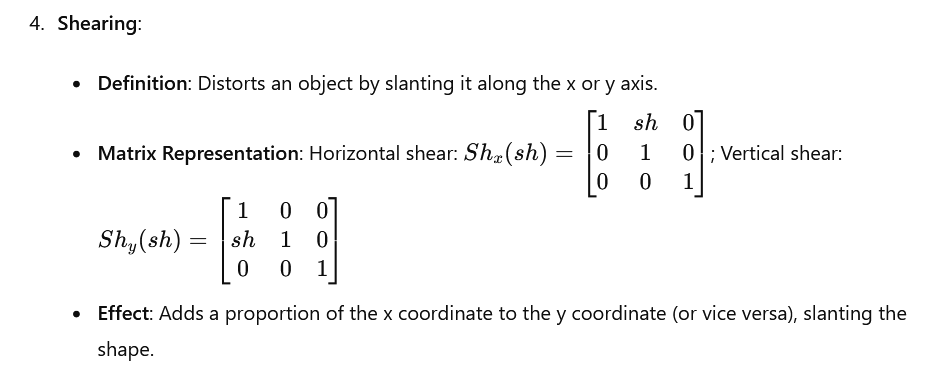 4. Shearing:
• Definition: Distorts an object by slanting it along the x or y axis.
• Matrix Representation: Horizontal shear: $Sh_x(sh) = \begin{bmatrix} 1 & sh & 0 \\ 0 & 1 & 0 \\ 0 & 0 & 1 \end{bmatrix}$; Vertical shear:
$Sh_y(sh) = \begin{bmatrix} 1 & 0 & 0 \\ sh & 1 & 0 \\ 0 & 0 & 1 \end{bmatrix}$
• Effect: Adds a proportion of the x coordinate to the y coordinate (or vice versa), slanting the
shape.